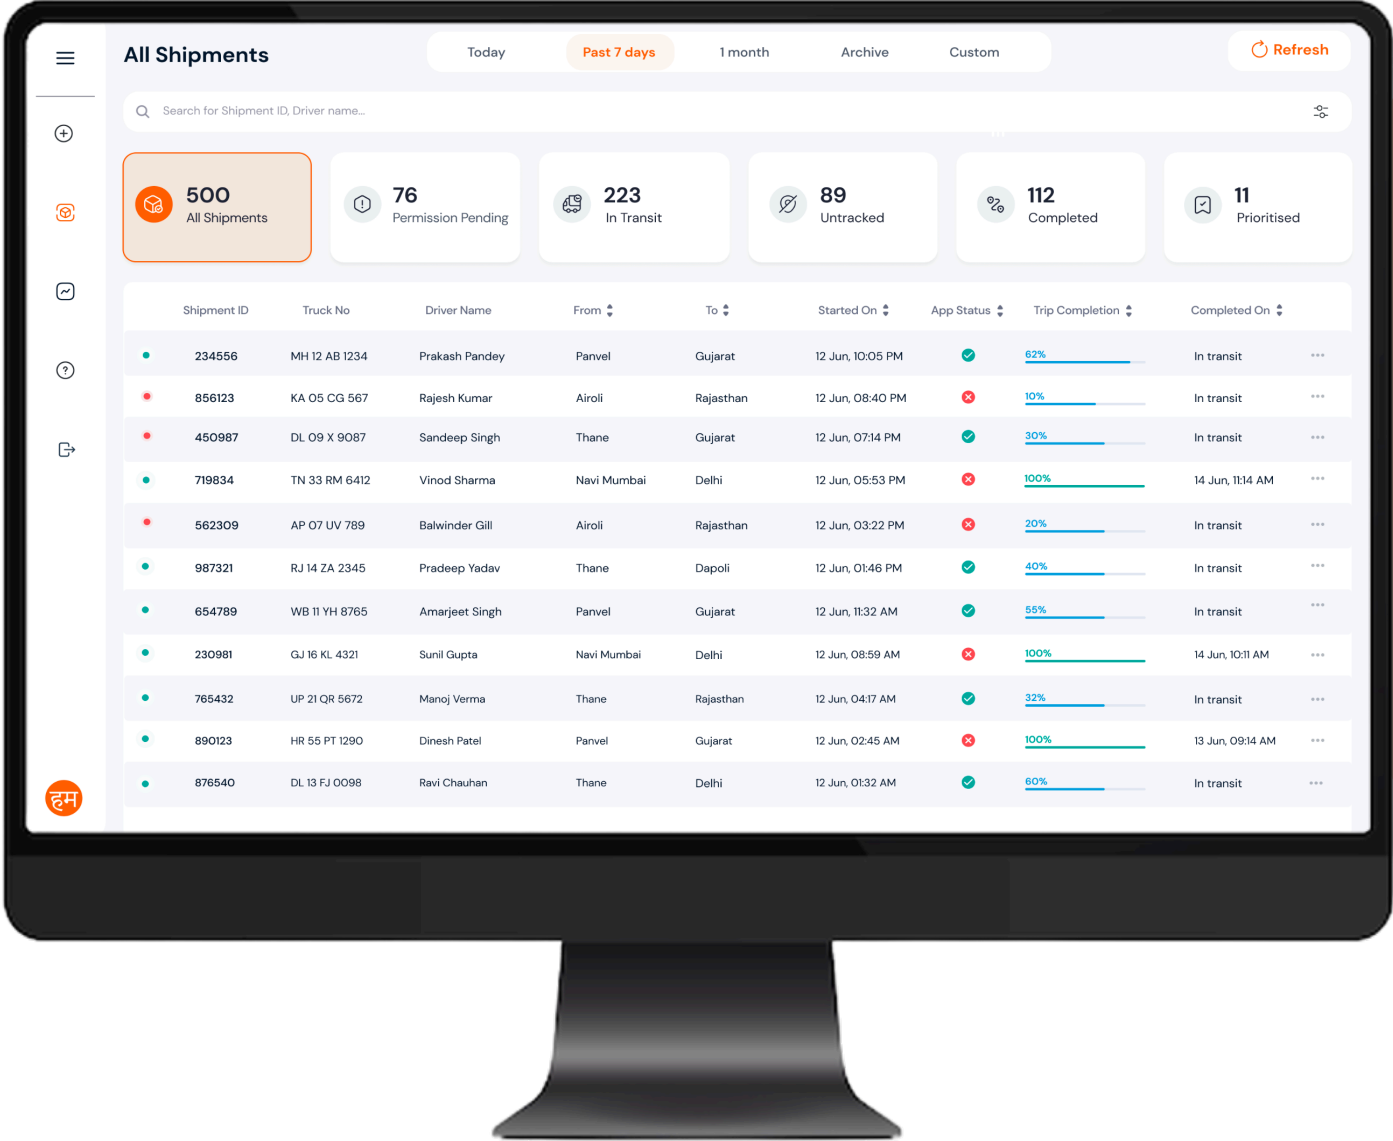 All Shipments
Today Past 7 days 1 month Archive Custom
Refresh
Search for Shipment ID, Driver name...
500 All Shipments
76 Permission Pending
223 In Transit
89 Untracked
112 Completed
11 Prioritised
Shipment ID Truck No Driver Name From To Started On App Status Trip Completion Completed On
234556 MH 12 AB 1234 Prakash Pandey Panvel Gujarat 12 Jun, 10:05 PM 62% In transit
856123 KA 05 CG 567 Rajesh Kumar Airoli Rajasthan 12 Jun, 08:40 PM 10% In transit
450987 DL 09 X 9087 Sandeep Singh Thane Gujarat 12 Jun, 07:14 PM 30% In transit
719834 TN 33 RM 6412 Vinod Sharma Navi Mumbai Delhi 12 Jun, 05:53 PM 100% 14 Jun, 11:14 AM
562309 AP 07 UV 789 Balwinder Gill Airoli Rajasthan 12 Jun, 03:22 PM 20% In transit
987321 RJ 14 ZA 2345 Pradeep Yadav Thane Dapoli 12 Jun, 01:46 PM 40% In transit
654789 WB 11 YH 8765 Amarjeet Singh Panvel Gujarat 12 Jun, 11:32 AM 55% In transit
230981 GJ 16 KL 4321 Sunil Gupta Navi Mumbai Delhi 12 Jun, 08:59 AM 100% 14 Jun, 10:11 AM
765432 UP 21 QR 5672 Manoj Verma Thane Rajasthan 12 Jun, 04:17 AM 32% In transit
890123 HR 55 PT 1290 Dinesh Patel Panvel Gujarat 12 Jun, 02:45 AM 100% 13 Jun, 09:14 AM
876540 DL 13 FJ 0098 Ravi Chauhan Thane Delhi 12 Jun, 01:32 AM 60% In transit
हम